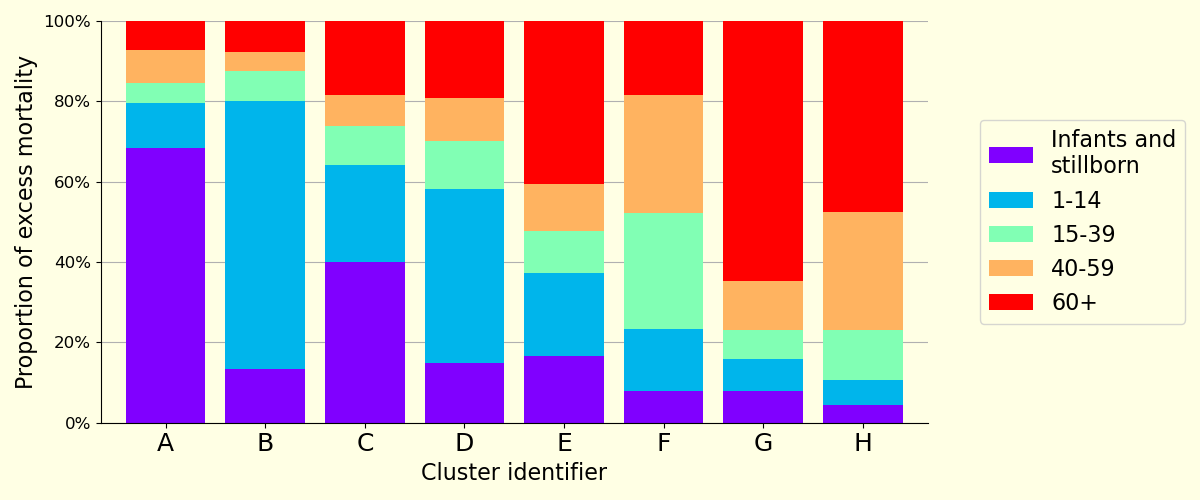 100%
80%
60%
40%
20%
0%
Proportion of excess mortality
A B C D E F G H
Cluster identifier
Infants and
stillborn
1-14
15-39
40-59
60+